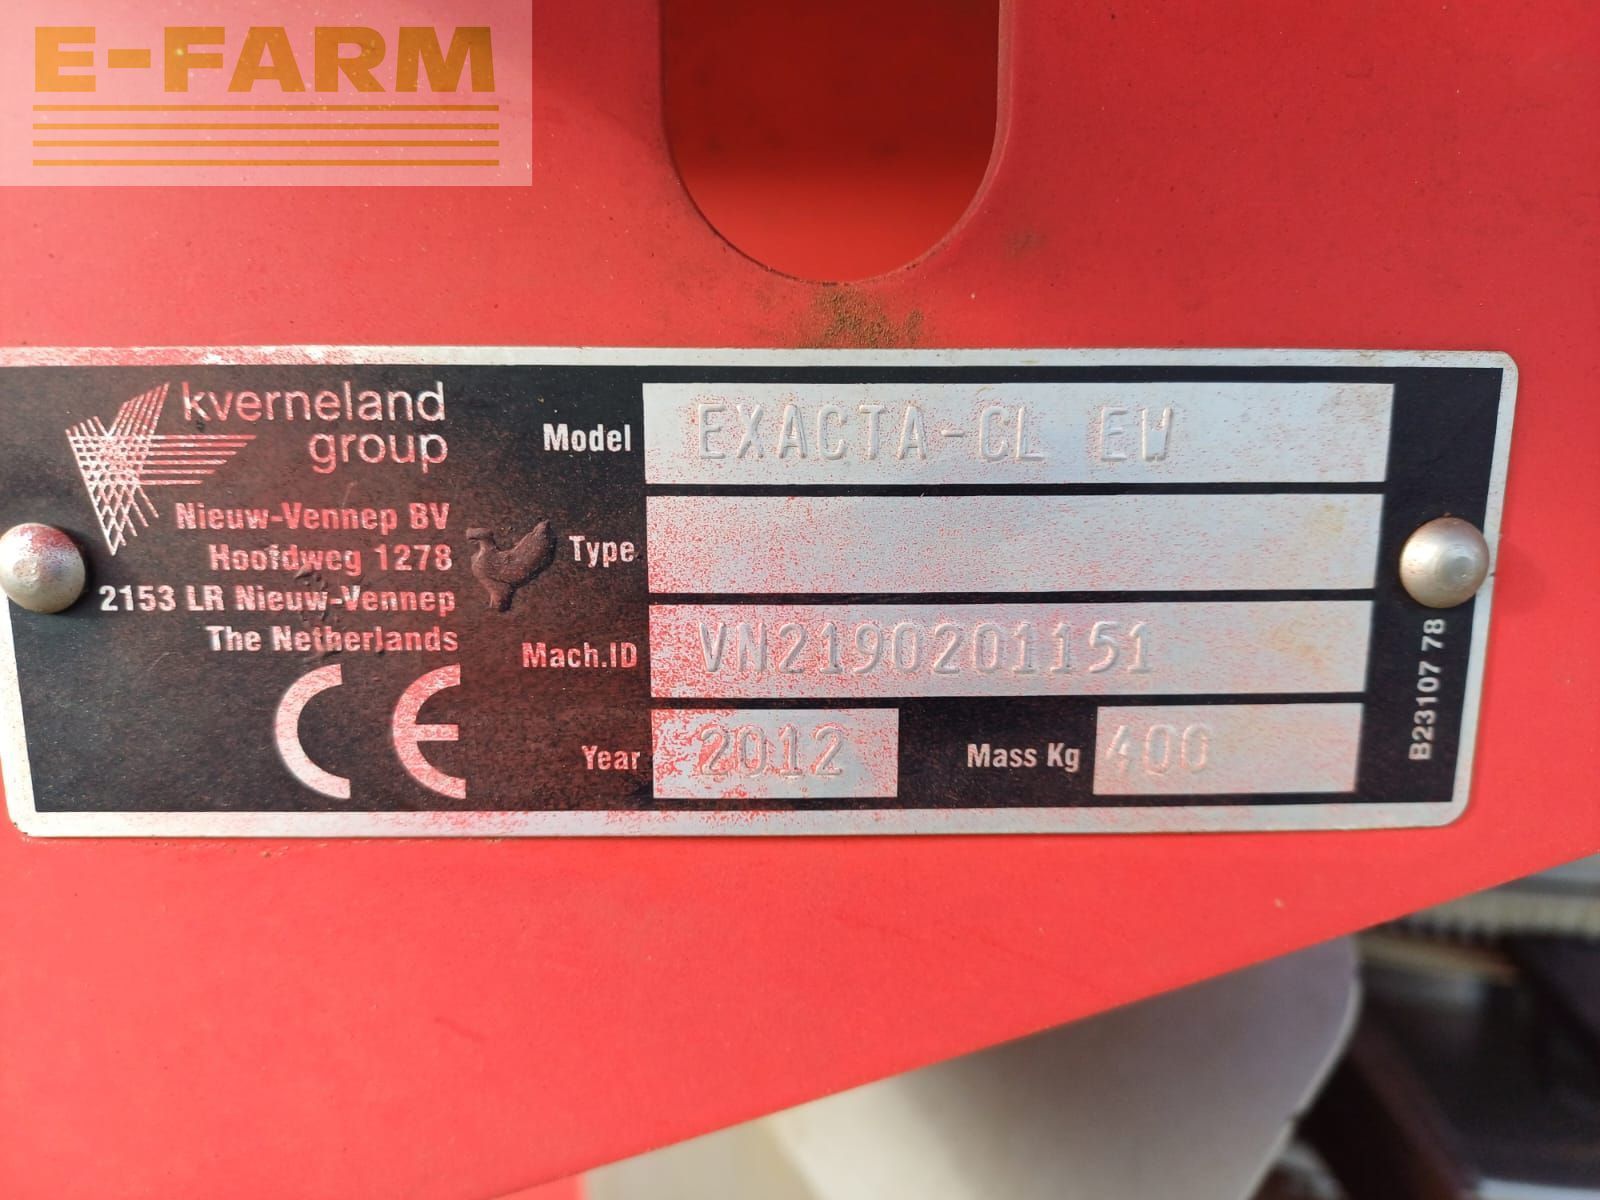 E-FARM
kverneland
group
Nieuw-Vennep BV
Hoofdweg 1278
2153 LR Nieuw-Vennep
The Netherlands
CE
Model EXACTA-CL EW
Type
Mach.ID VN2190201151
Year 2012 Mass Kg 400
B23107 78